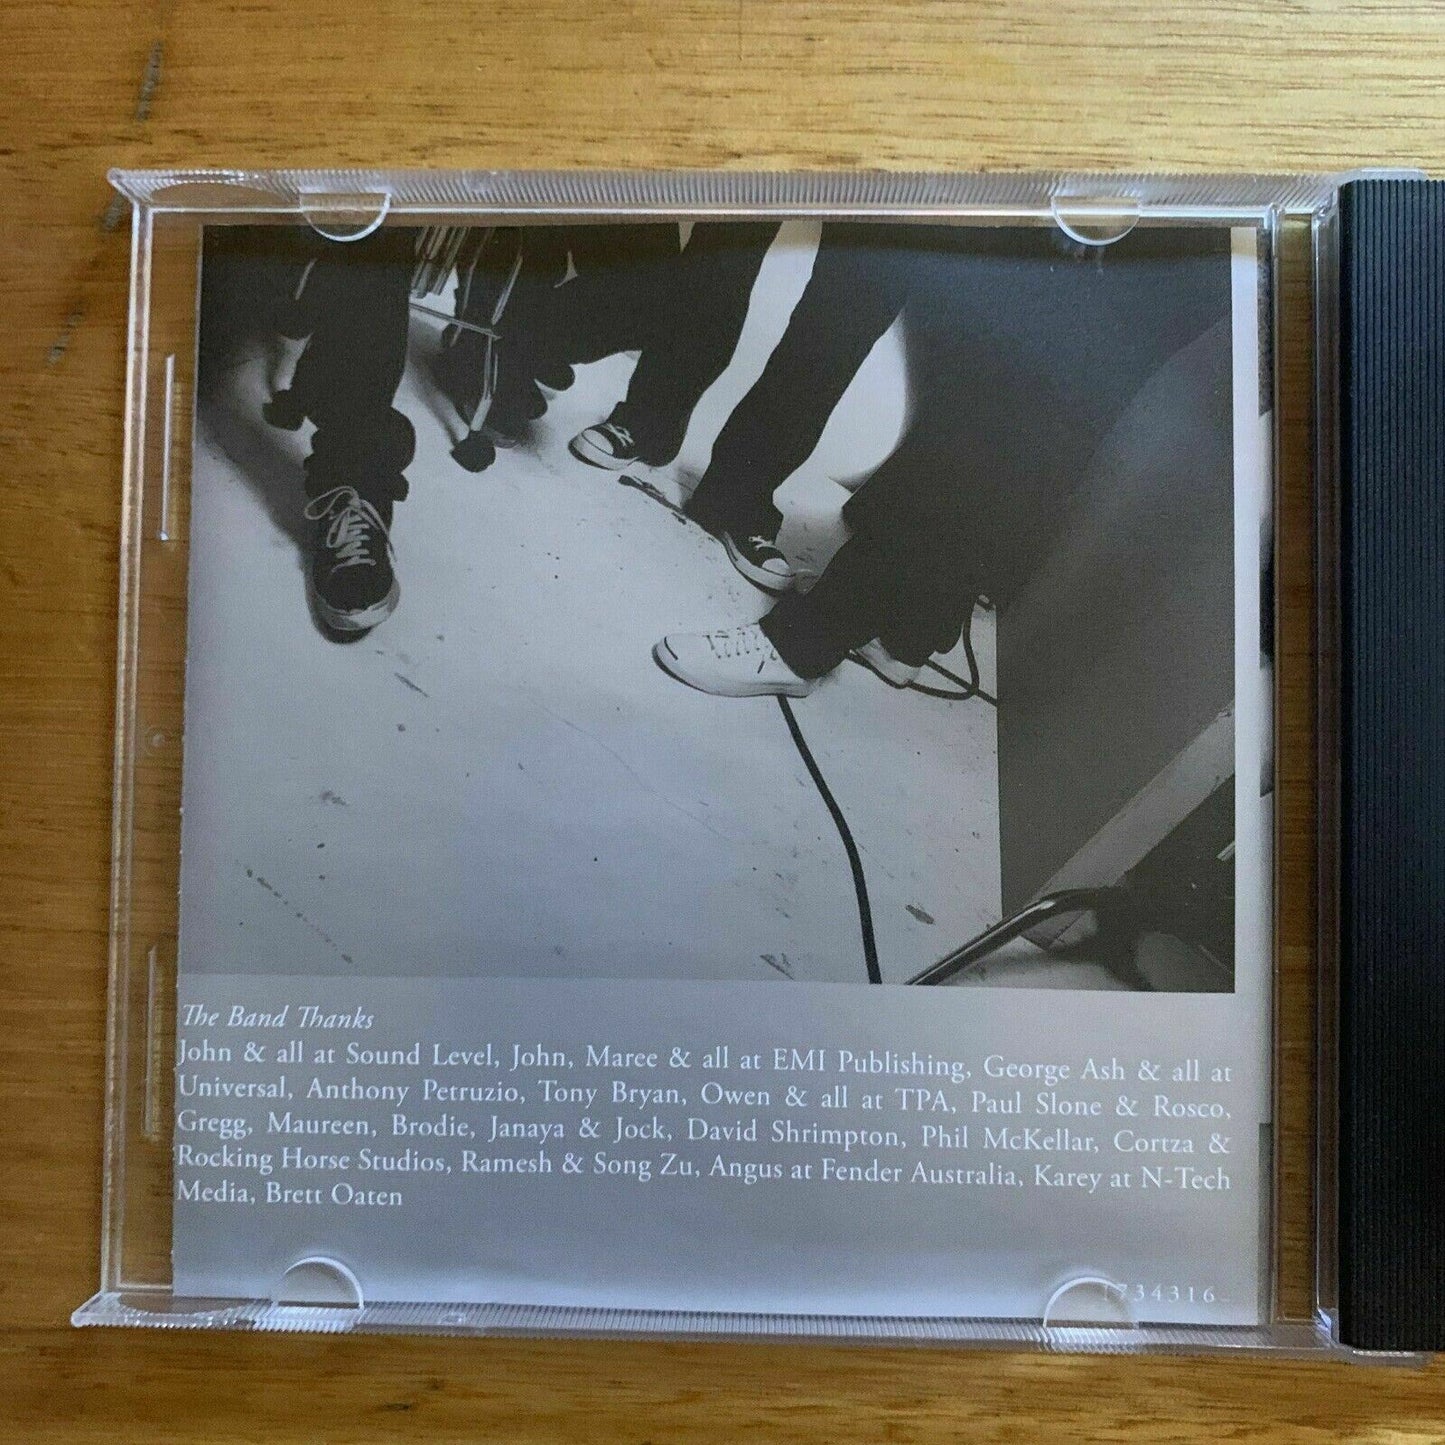 The Band Thanks
John & all at Sound Level, John, Maree & all at EMI Publishing, George Ash & all at
Universal, Anthony Petruzio, Tony Bryan, Owen & all at TPA, Paul Slone & Rosco,
Gregg, Maureen, Brodie, Janaya & Jock, David Shrimpton, Phil McKellar, Cortza &
Rocking Horse Studios, Ramesh & Song Zu, Angus at Fender Australia, Karey at N-Tech
Media, Brett Oaten
1734316